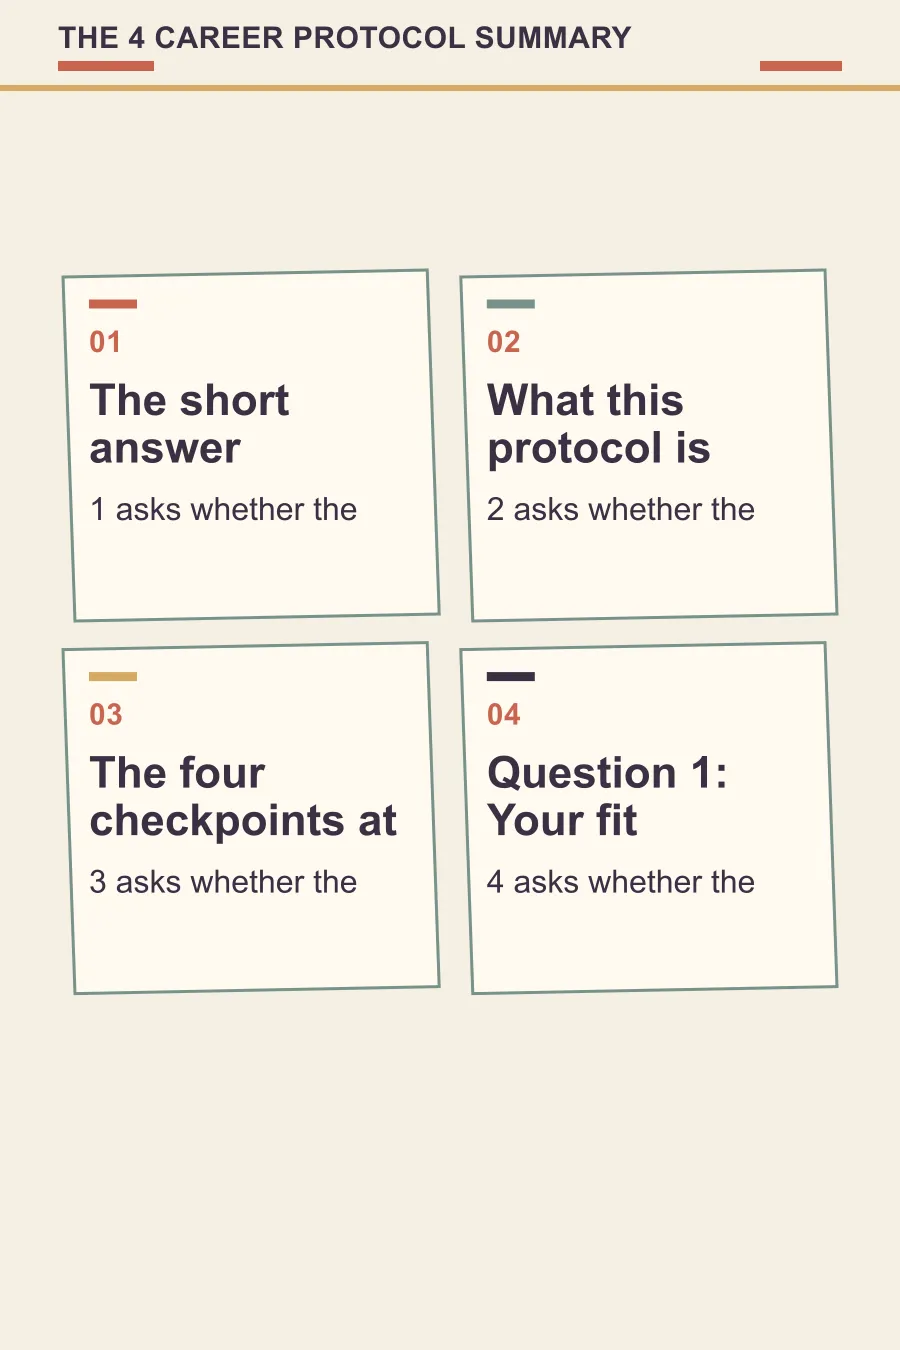 THE 4 CAREER PROTOCOL SUMMARY
01
The short
answer
1 asks whether the
02
What this
protocol is
2 asks whether the
03
The four
checkpoints at
3 asks whether the
04
Question 1:
Your fit
4 asks whether the